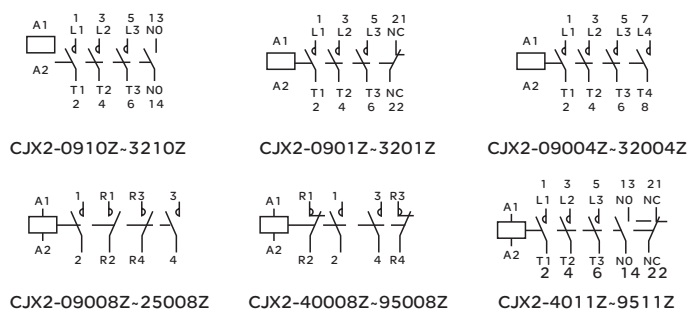 1 3 5 13
A1 L1 L2 L3 NO
A2
T1 T2 T3 NO
2 4 6 14
CJX2-0910Z~3210Z
1 3 5 21
A1 L1 L2 L3 NC
A2 T1 T2 T3 NC
2 4 6 22
CJX2-0901Z~3201Z
1 3 5 7
A1 L1 L2 L3 L4
A2 T1 T2 T3 T4
2 4 6 8
CJX2-09004Z~32004Z
A1 1 R1 R3 3
A2 2 R2 R4 4
CJX2-09008Z~25008Z
A1 R1 1 3 R3
A2 R2 2 4 R4
CJX2-40008Z~95008Z
1 3 5 13 21
A1 L1 L2 L3 NO NC
A2 T1 T2 T3 NO NC
2 4 6 14 22
CJX2-4011Z~9511Z